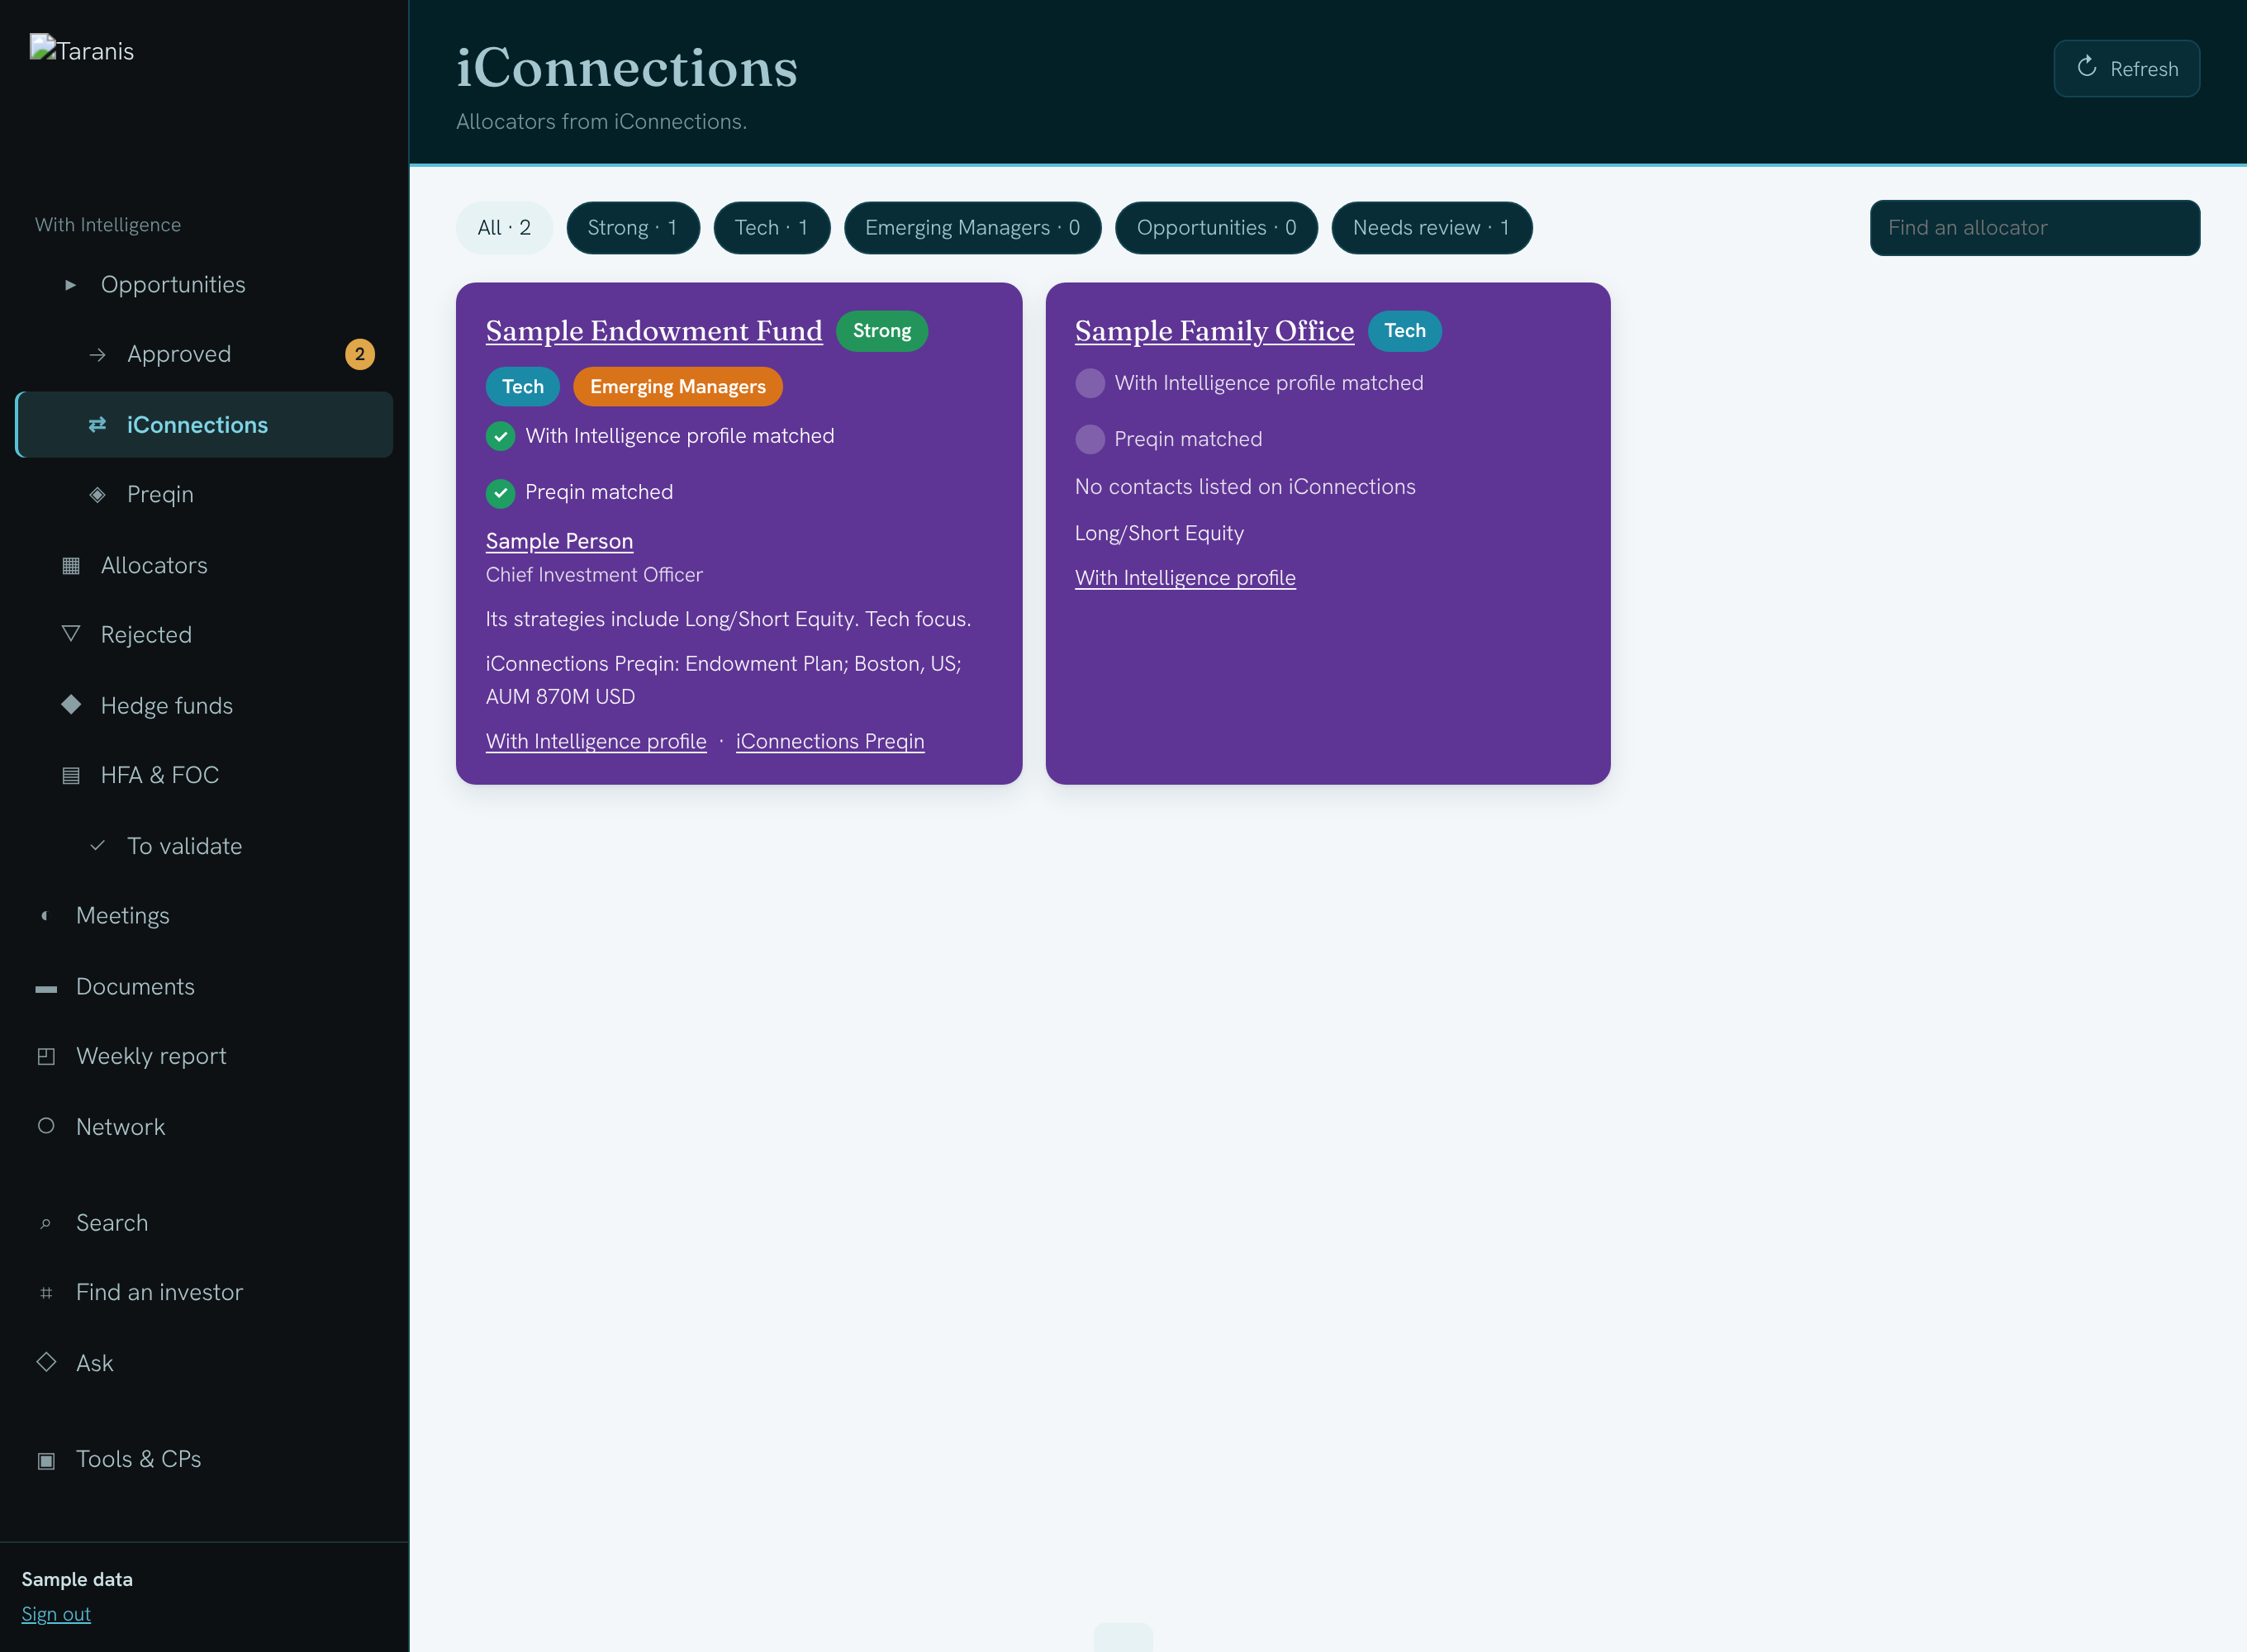 Taranis
With Intelligence
Opportunities
Approved 2
iConnections
Preqin
Allocators
Rejected
Hedge funds
HFA & FOC
To validate
Meetings
Documents
Weekly report
Network
Search
Find an investor
Ask
Tools & CPs
Sample data
Sign out
iConnections
Allocators from iConnections.
Refresh
All · 2
Strong · 1
Tech · 1
Emerging Managers · 0
Opportunities · 0
Needs review · 1
Find an allocator
Sample Endowment Fund Strong
Tech Emerging Managers
With Intelligence profile matched
Preqin matched
Sample Person
Chief Investment Officer
Its strategies include Long/Short Equity. Tech focus.
iConnections Preqin: Endowment Plan; Boston, US;
AUM 870M USD
With Intelligence profile · iConnections Preqin
Sample Family Office Tech
With Intelligence profile matched
Preqin matched
No contacts listed on iConnections
Long/Short Equity
With Intelligence profile